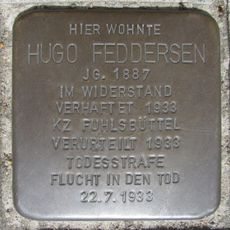 HIER WOHNTE
HUGO FEDDERSEN
JG. 1887
IM WIDERSTAND
VERHAFTET 1933
KZ FUHLSBÜTTEL
VERURTEILT 1933
TODESSTRAFE
FLUCHT IN DEN TOD
22.7.1933